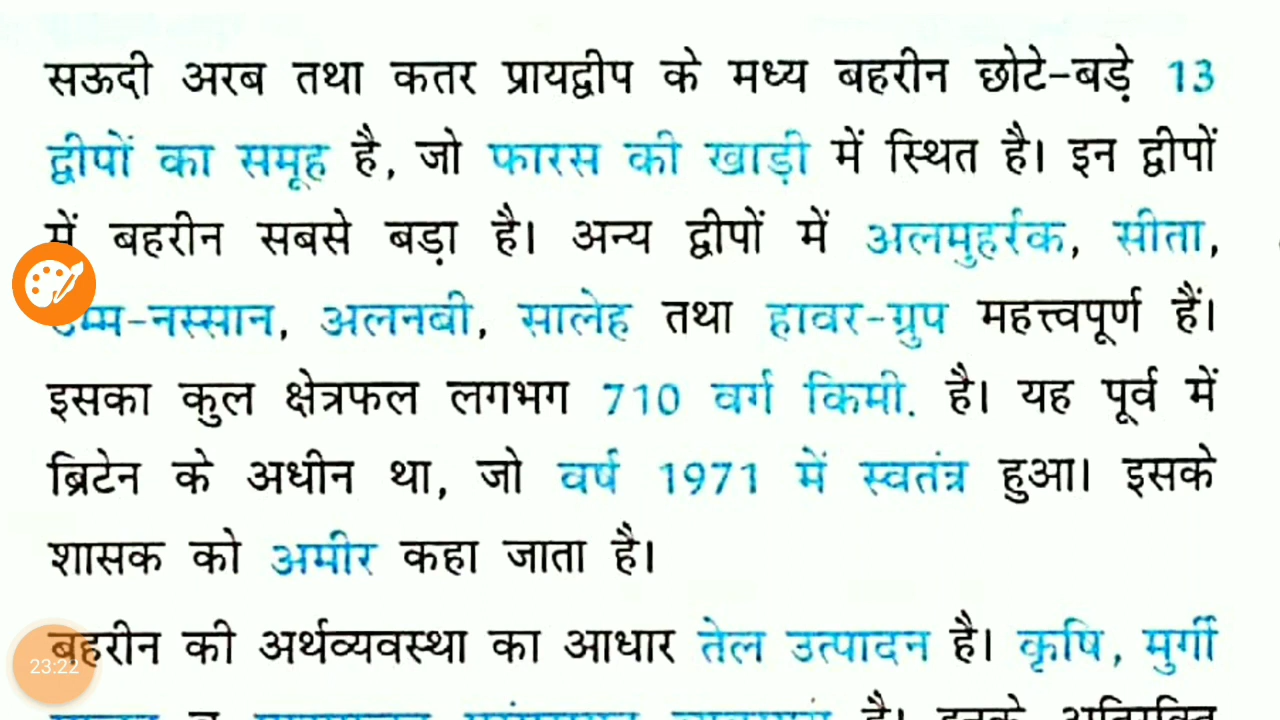 सऊदी अरब तथा कतर प्रायद्वीप के मध्य बहरीन छोटे-बड़े 13
द्वीपों का समूह है, जो फारस की खाड़ी में स्थित है। इन द्वीपों
में बहरीन सबसे बड़ा है। अन्य द्वीपों में अलमुहर्रक, सीता,
उम्म-नस्सान, अलनबी, सालेह तथा हावर-ग्रुप महत्त्वपूर्ण हैं।
इसका कुल क्षेत्रफल लगभग 710 वर्ग किमी. है। यह पूर्व में
ब्रिटेन के अधीन था, जो वर्ष 1971 में स्वतंत्र हुआ। इसके
शासक को अमीर कहा जाता है।
बहरीन की अर्थव्यवस्था का आधार तेल उत्पादन है। कृषि, मुर्गी
है। इनके
23:22